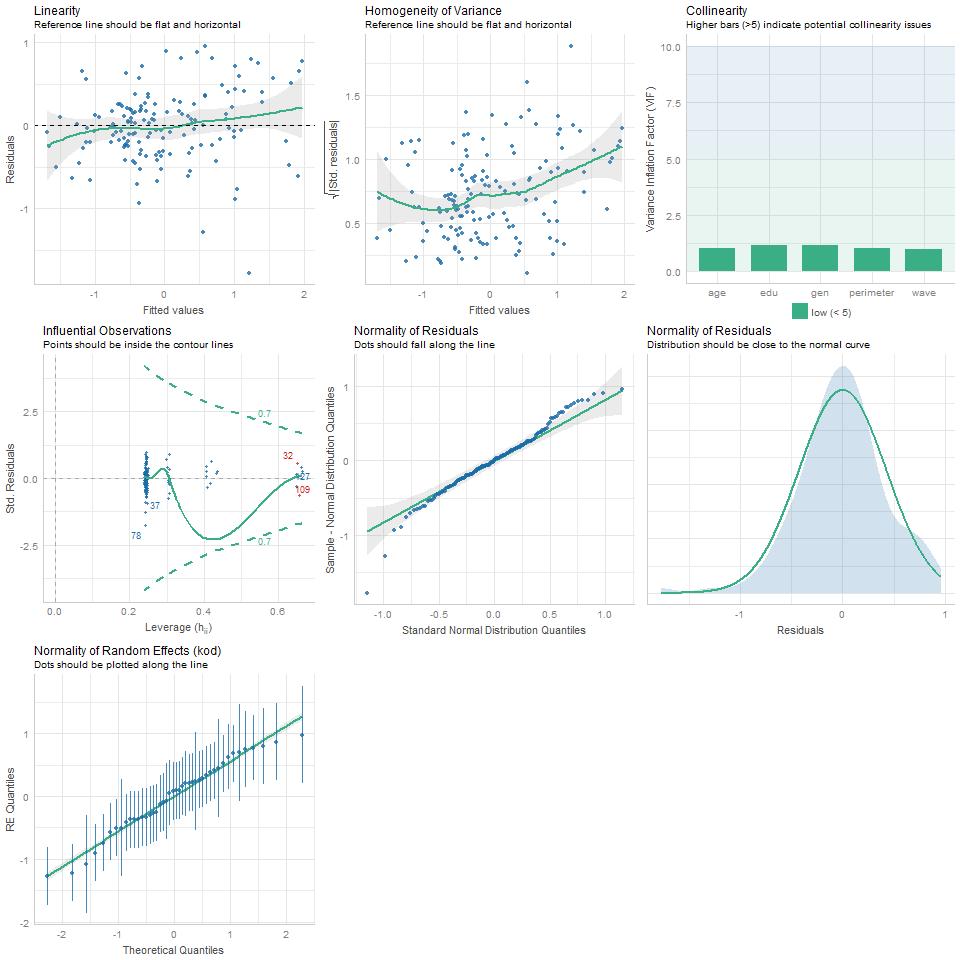 Linearity
Reference line should be flat and horizontal
1
0
-1
Residuals
-1
0
1
2
Fitted values
Homogeneity of Variance
Reference line should be flat and horizontal
1.5
1.0
0.5
√|Std. residuals|
-1
0
1
2
Fitted values
Collinearity
Higher bars (>5) indicate potential collinearity issues
10.0
7.5
5.0
2.5
0.0
Variance Inflation Factor (VIF)
age
edu
gen
perimeter
wave
low (< 5)
Influential Observations
Points should be inside the contour lines
2.5
0.0
-2.5
Std. Residuals
0.7
32
127
109
37
78
0.7
0.0
0.2
0.4
0.6
Leverage (hii)
Normality of Residuals
Dots should fall along the line
1
0
-1
Sample - Normal Distribution Quantiles
-1.0
-0.5
0.0
0.5
1.0
Standard Normal Distribution Quantiles
Normality of Residuals
Distribution should be close to the normal curve
-1
0
1
Residuals
Normality of Random Effects (kod)
Dots should be plotted along the line
1
0
-1
-2
RE Quantiles
-2
-1
0
1
2
Theoretical Quantiles